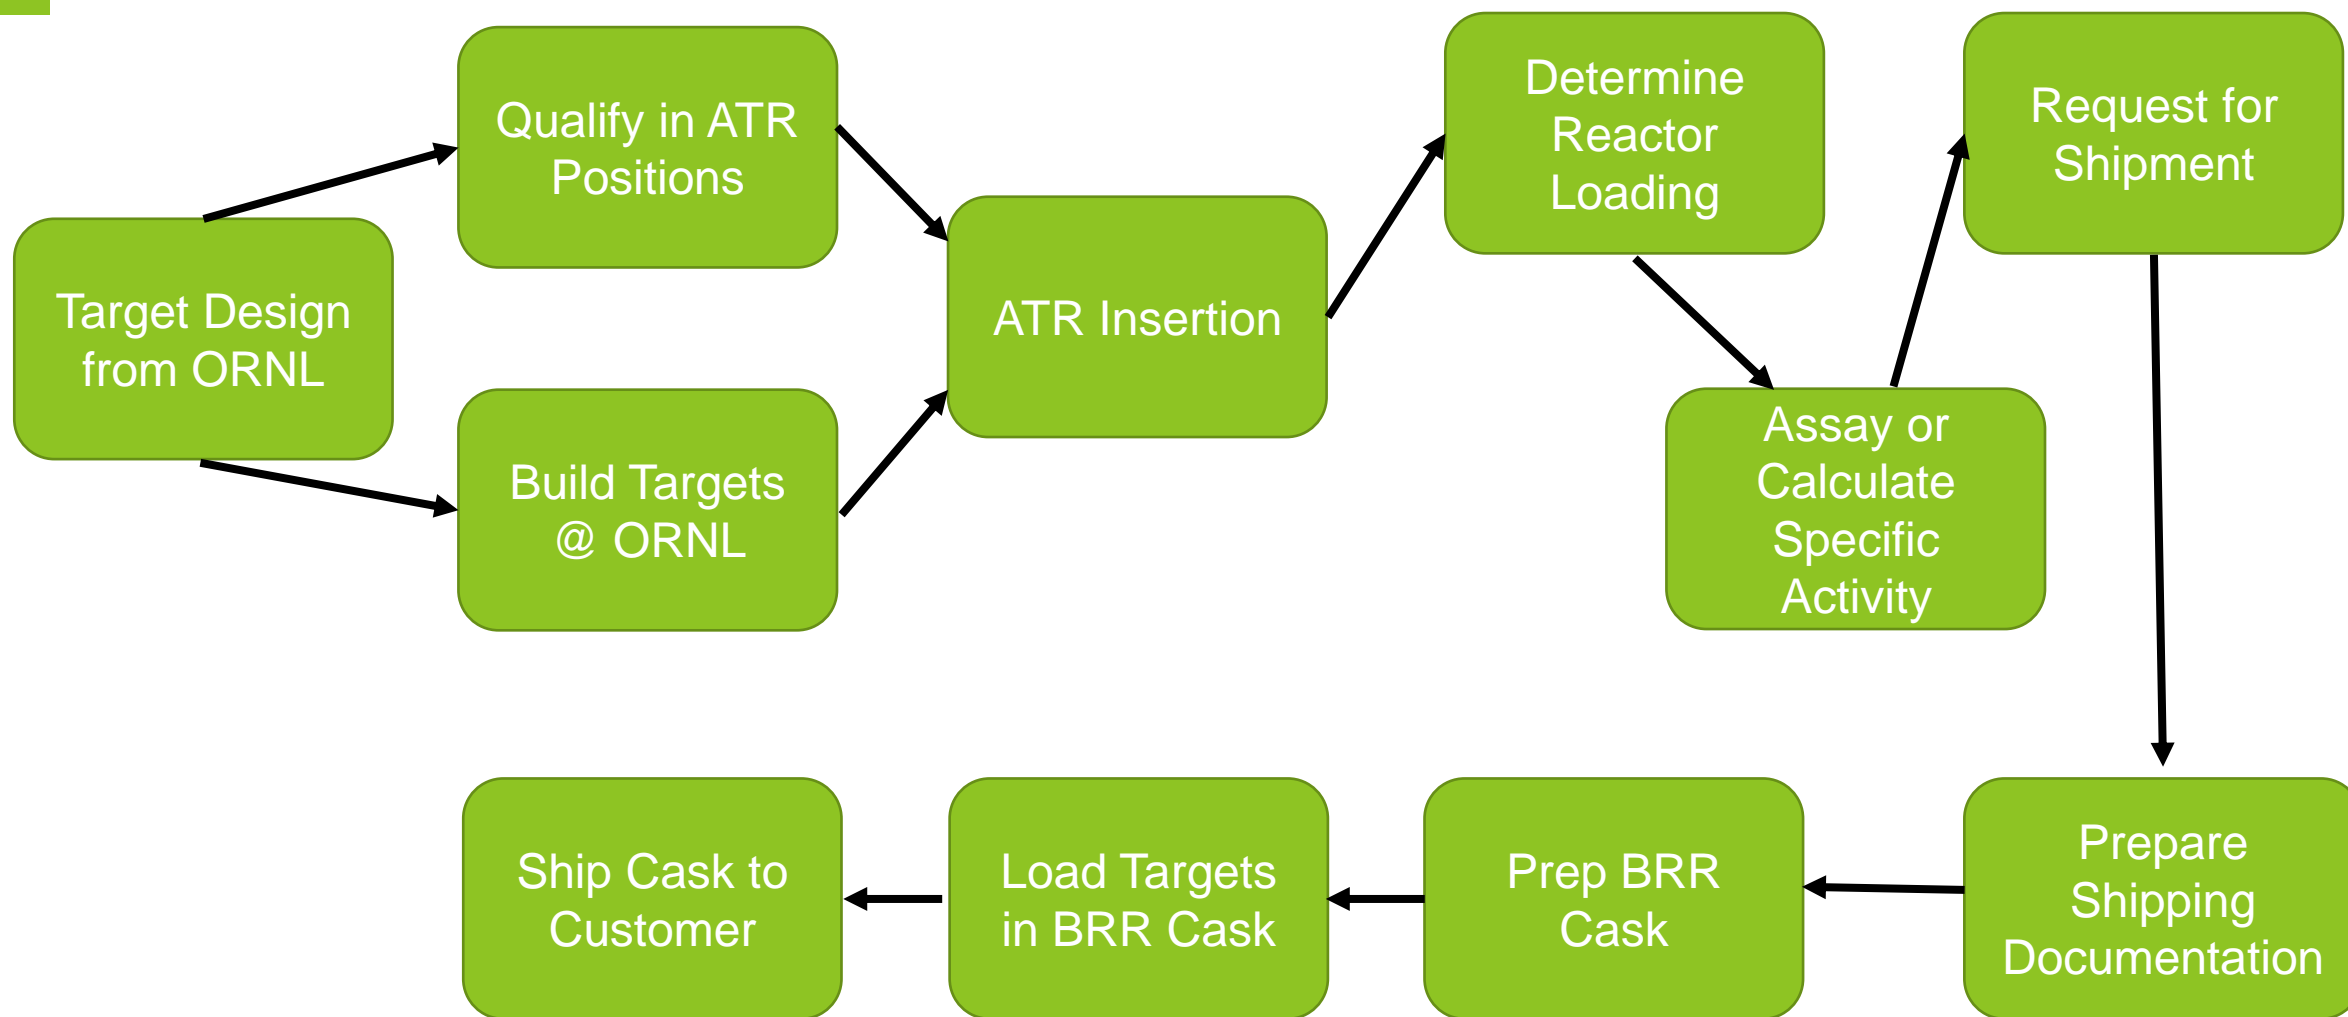 Target Design
from ORNL
Qualify in ATR
Positions
Build Targets
@ ORNL
ATR Insertion
Determine
Reactor
Loading
Assay or
Calculate
Specific
Activity
Request for
Shipment
Prepare
Shipping
Documentation
Prep BRR
Cask
Load Targets
in BRR Cask
Ship Cask to
Customer